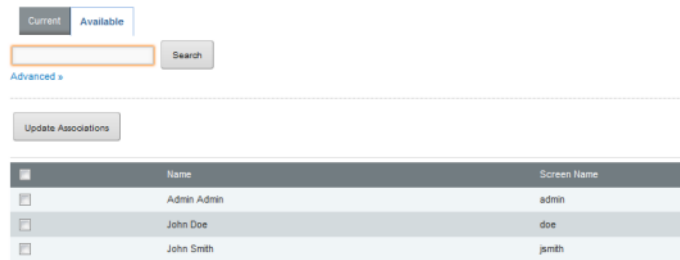 Current Available
Search
Advanced »
Update Associations
Name Screen Name
Admin Admin admin
John Doe doe
John Smith jsmith